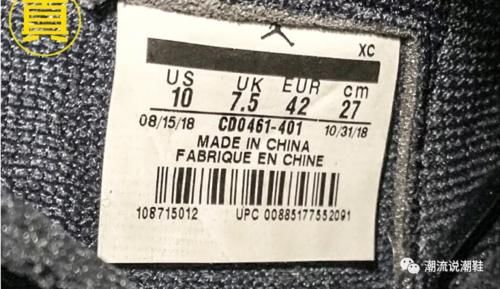 真
XC
US UK EUR cm
10 7.5 42 27
08/15/18 CD0461-401 10/31/18
MADE IN CHINA
FABRIQUE EN CHINE
108715012 UPC 00885177552091
潮流说潮鞋